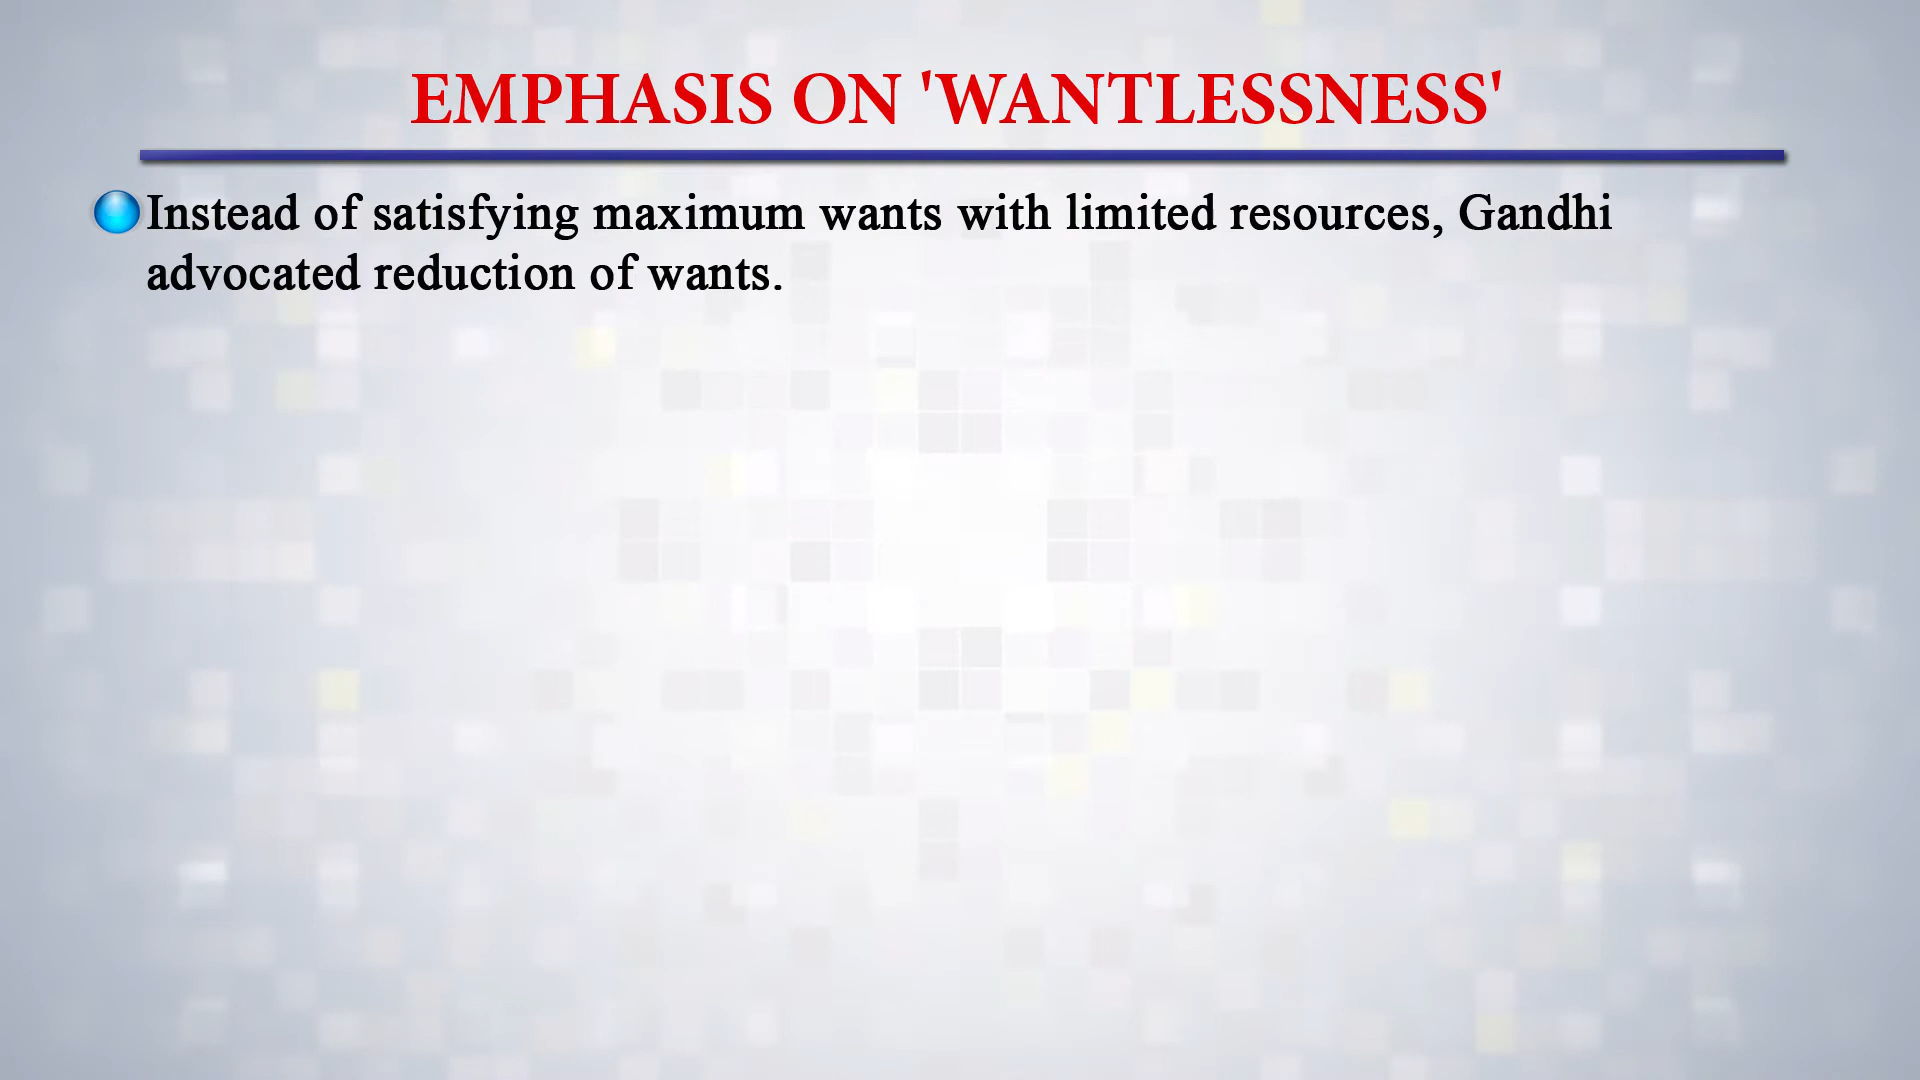 EMPHASIS ON 'WANTLESSNESS'
Instead of satisfying maximum wants with limited resources, Gandhi
advocated reduction of wants.